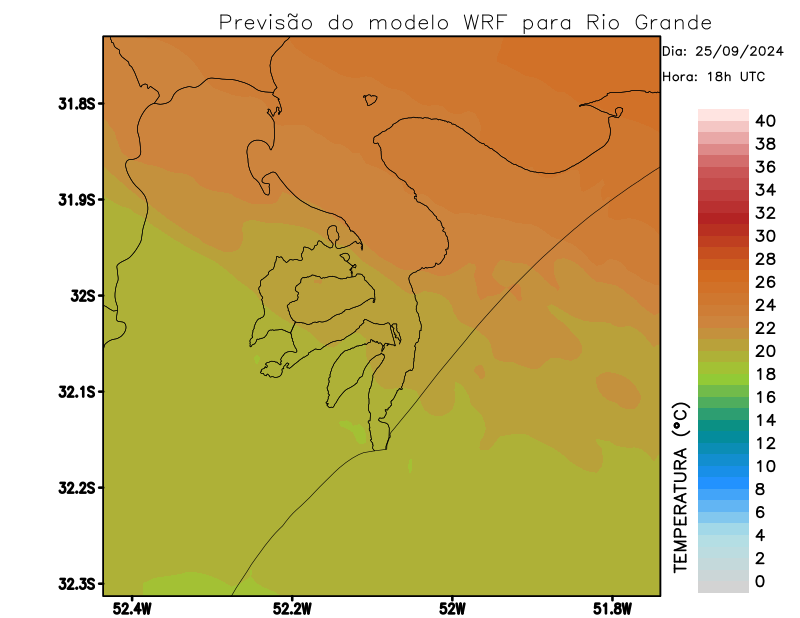 Previsão do modelo WRF para Rio Grande
Dia: 25/09/2024
Hora: 18h UTC
31.8S
31.9S
32S
32.1S
32.2S
32.3S
52.4W
52.2W
52W
51.8W
TEMPERATURA (°C)
40
38
36
34
32
30
28
26
24
22
20
18
16
14
12
10
8
6
4
2
0